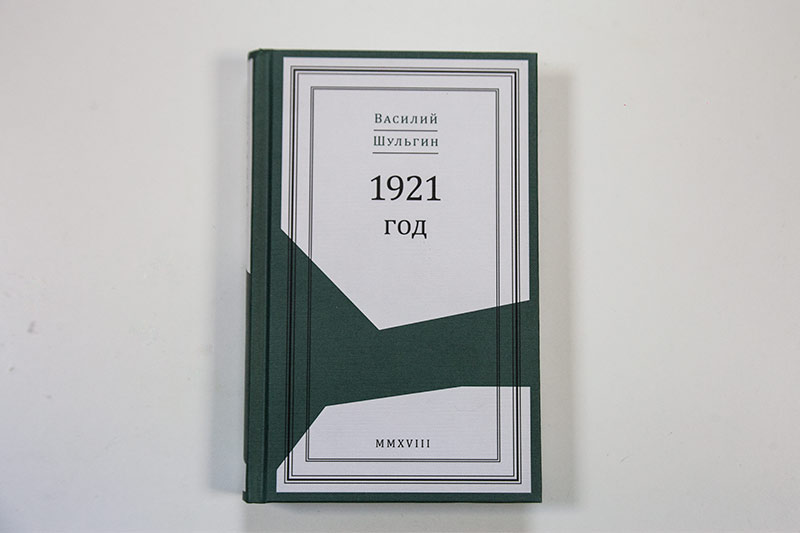 Василий
Шульгин
1921
год
MMXVIII